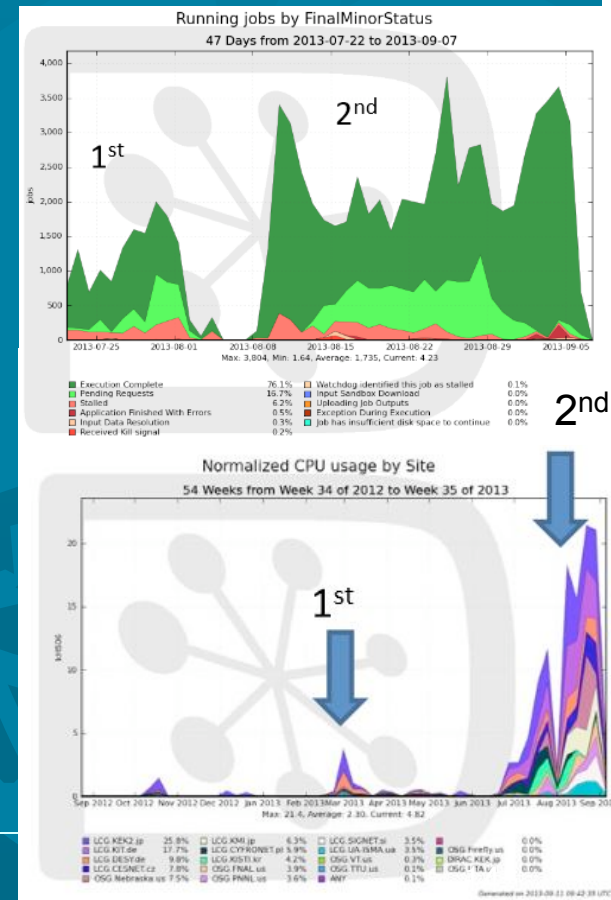 Running jobs by FinalMinorStatus
47 Days from 2013-07-22 to 2013-09-07
4,000
3,500
3,000
2,500
2,000
1,500
1,000
500
0
jobs
1st
2nd
2013-07-25 2013-08-01 2013-08-08 2013-08-15 2013-08-22 2013-08-29 2013-09-05
Max: 3,804, Min: 1.64, Average: 1,735, Current: 4.23
Execution Complete 76.1% Watchdog identified this job as stalled 0.1%
Pending Requests 16.7% Input Sandbox Download 0.0%
Stalled 6.2% Uploading Job Outputs 0.0%
Application Finished With Errors 0.5% Exception During Execution 0.0%
Input Data Resolution 0.3% Job has insufficient disk space to continue 0.0%
Received Kill signal 0.2%
2nd
Normalized CPU usage by Site
54 Weeks from Week 34 of 2012 to Week 35 of 2013
20
15
10
5
0
kHS06
1st
Sep 2012 Oct 2012 Nov 2012 Dec 2012 Jan 2013 Feb 2013 Mar 2013 Apr 2013 May 2013 Jun 2013 Jul 2013 Aug 2013 Sep 201
Max: 21.4, Average: 2.30, Current: 4.82
LCG.KEK2.jp 25.8% LCG.KMI.jp 6.3% LCG.SIGNET.si 3.5% 0.0%
LCG.KIT.de 17.7% LCG.CYFRONET.pl 5.9% LCG.UA-ISMA.ua 3.5% OSG.Firefly.us 0.0%
LCG.DESY.de 9.8% LCG.KISTI.kr 4.2% OSG.VT.us 0.3% DIRAC.KEK.jp 0.0%
LCG.CESNET.cz 7.8% OSG.FNAL.us 3.9% OSG.TTU.us 0.1% 0.0%
OSG.Nebraska.us 7.5% OSG.PNNL.us 3.6% ANY 0.1%
Generated on 2013-09-11 09:42:35 UTC